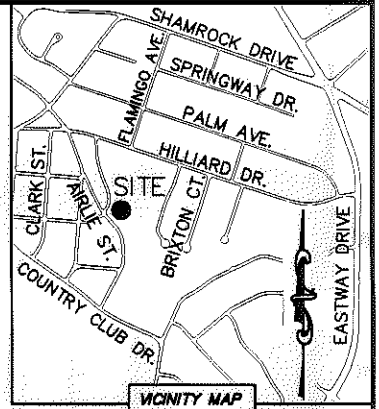 SHAMROCK DRIVE
SPRINGWAY DR.
FLAMINGO AVE.
PALM AVE.
HILLIARD DR.
CLARK ST.
AIRLIE ST.
SITE
BRIXTON CT.
EASTWAY DRIVE
COUNTRY CLUB DR.
VICINITY MAP